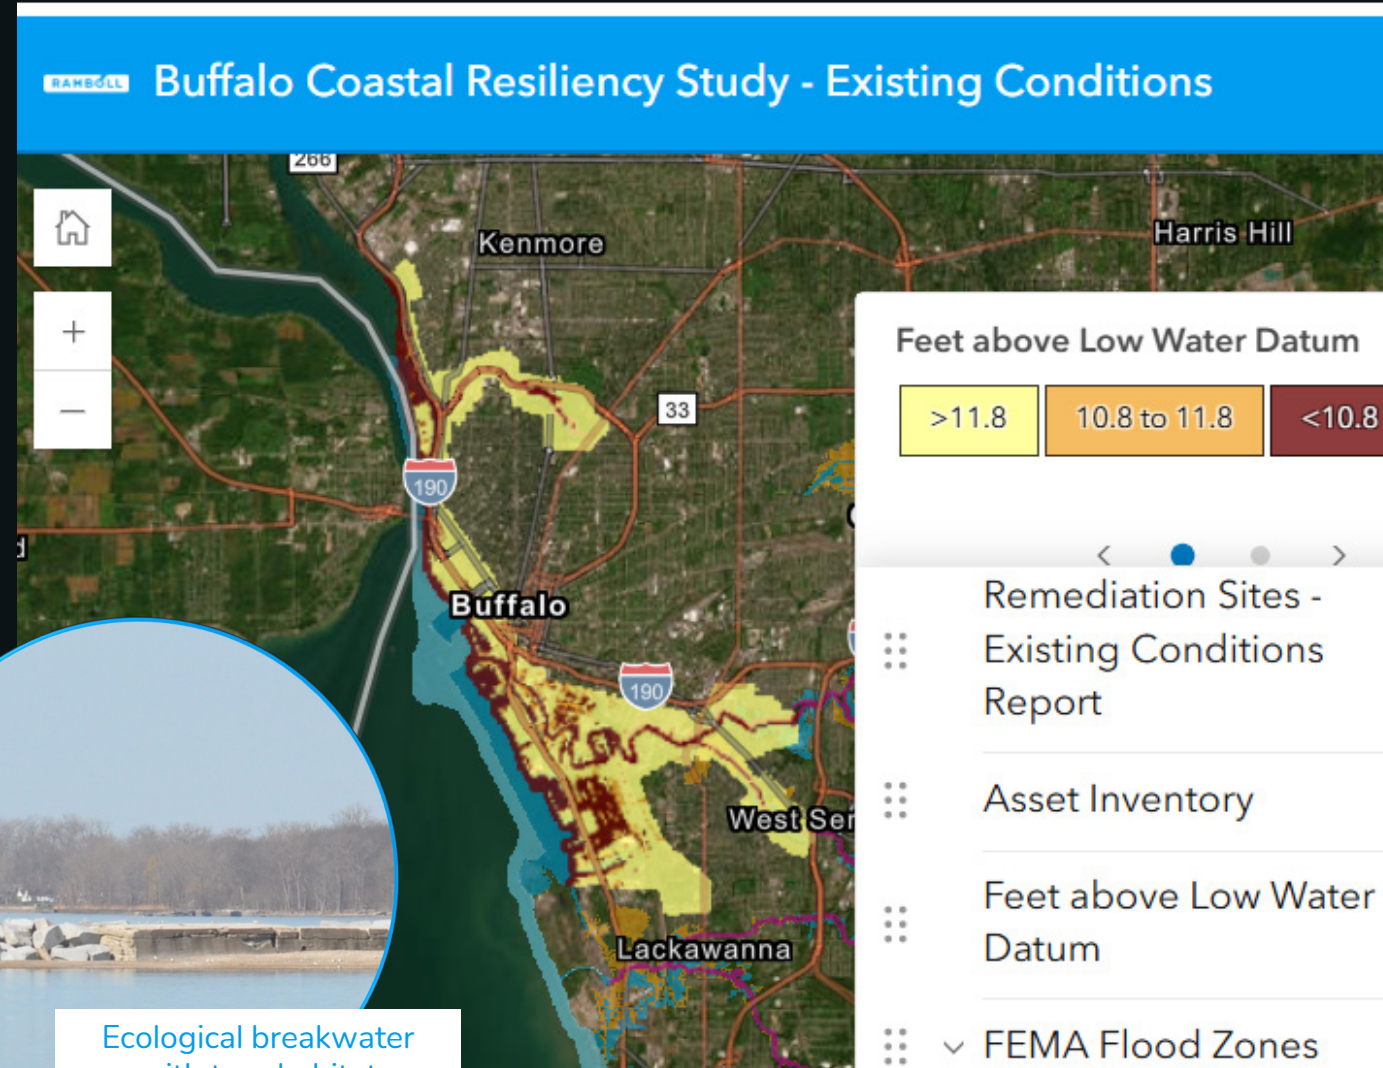 RAMBOLL
Buffalo Coastal Resiliency Study - Existing Conditions
266
Kenmore
Harris Hill
33
190
Buffalo
190
West Ser
Lackawanna
Feet above Low Water Datum
>11.8
10.8 to 11.8
<10.8
Remediation Sites -
Existing Conditions
Report
Asset Inventory
Feet above Low Water
Datum
FEMA Flood Zones
Ecological breakwater